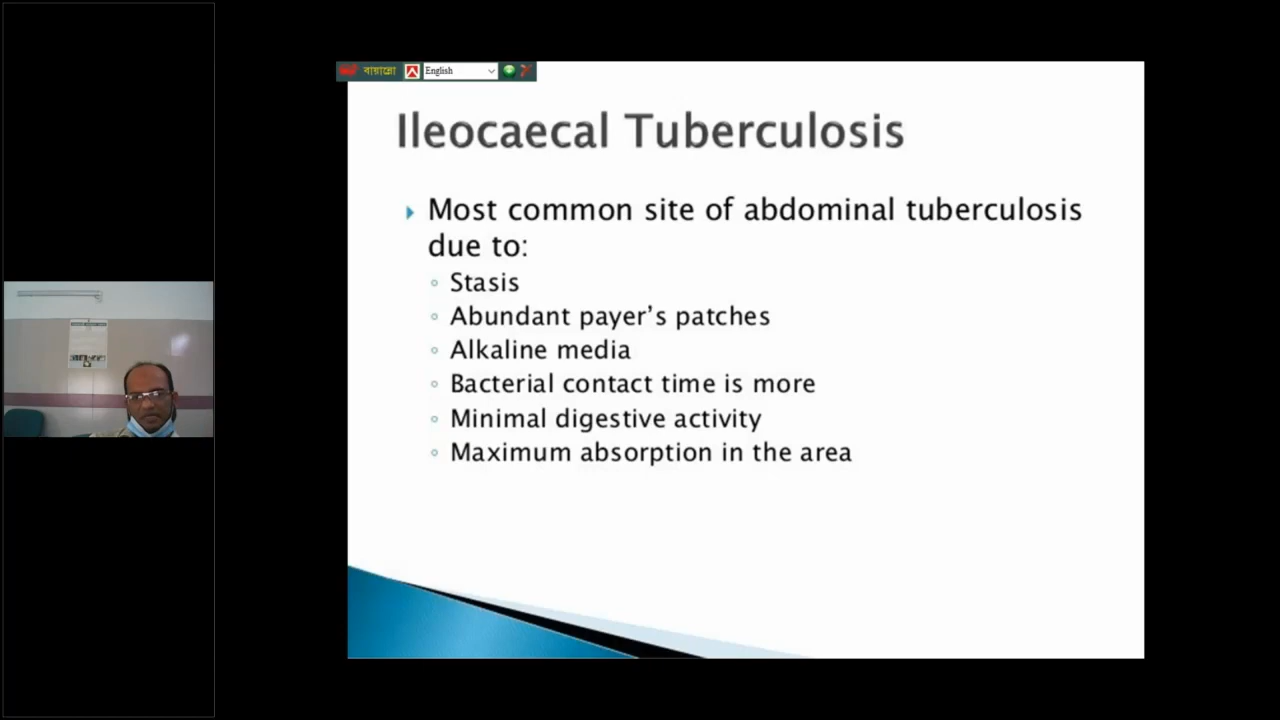 বায়ান্নো
English
Ileocaecal Tuberculosis
Most common site of abdominal tuberculosis
due to:
Stasis
Abundant payer's patches
Alkaline media
Bacterial contact time is more
Minimal digestive activity
Maximum absorption in the area